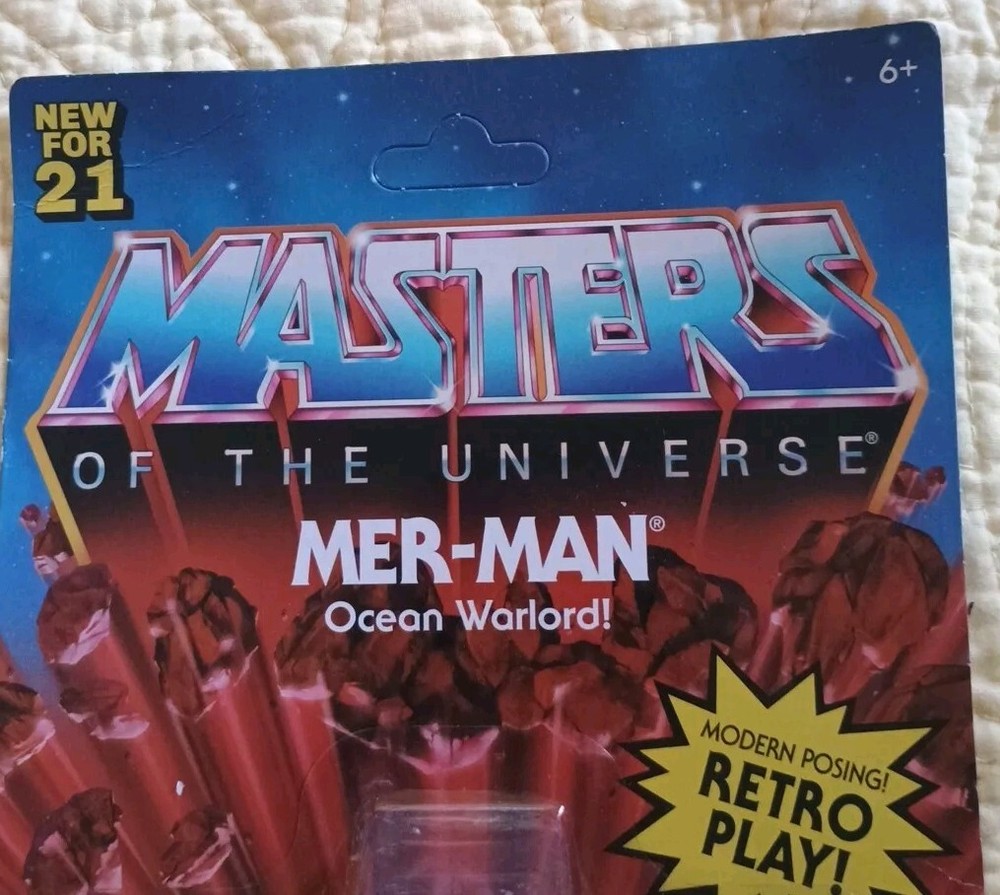 6+
NEW
FOR
21
MASTERS
OF THE UNIVERSE®
MER-MAN®
Ocean Warlord!
MODERN POSING!
RETRO
PLAY!